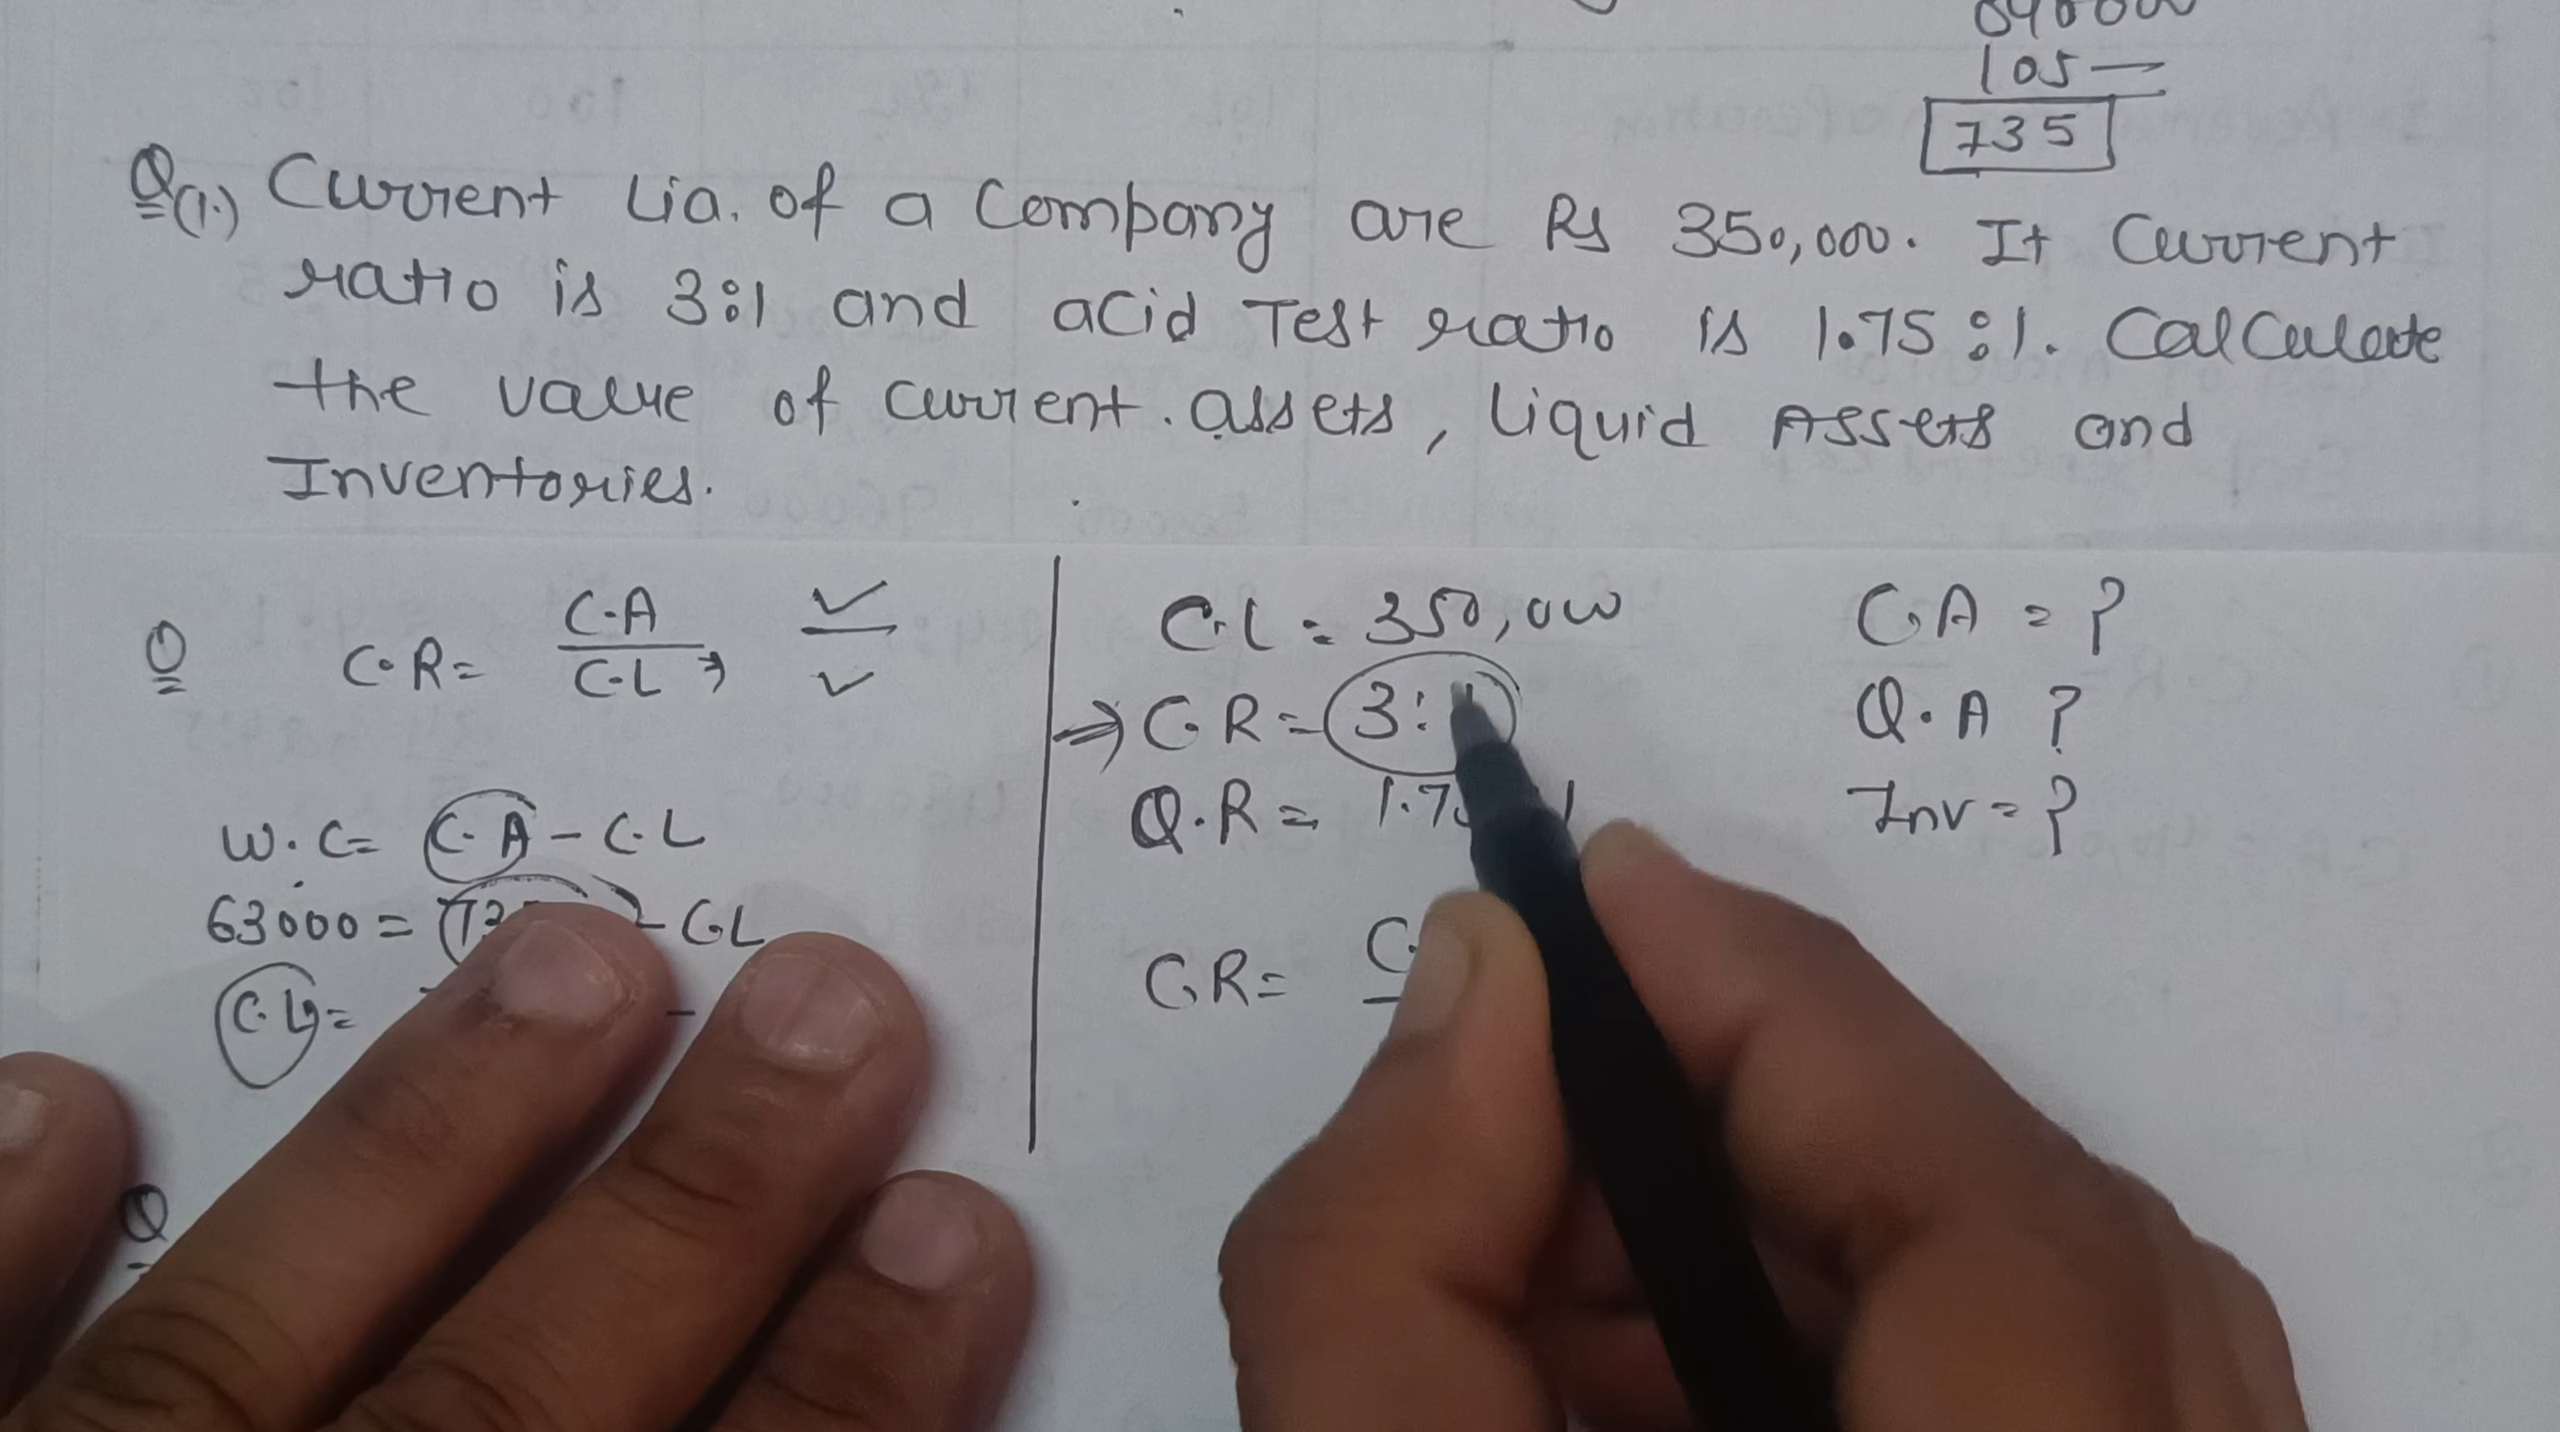 105 —
735
Q(1.) Current Lia. of a Company are Rs 350,000. It Current
ratio is 3:1 and acid Test ratio is 1.75:1. Calculate
the value of current. assets, Liquid Assets and
Inventories.
Q
C.R = C.A
C.L
W.C = C.A - C.L
63000 = - C.L
C.L =
C.L = 350,000
C.R = 3:
Q.R = 1.7
C.R = C.
C.A = ?
Q.A ?
Inv = ?
Q